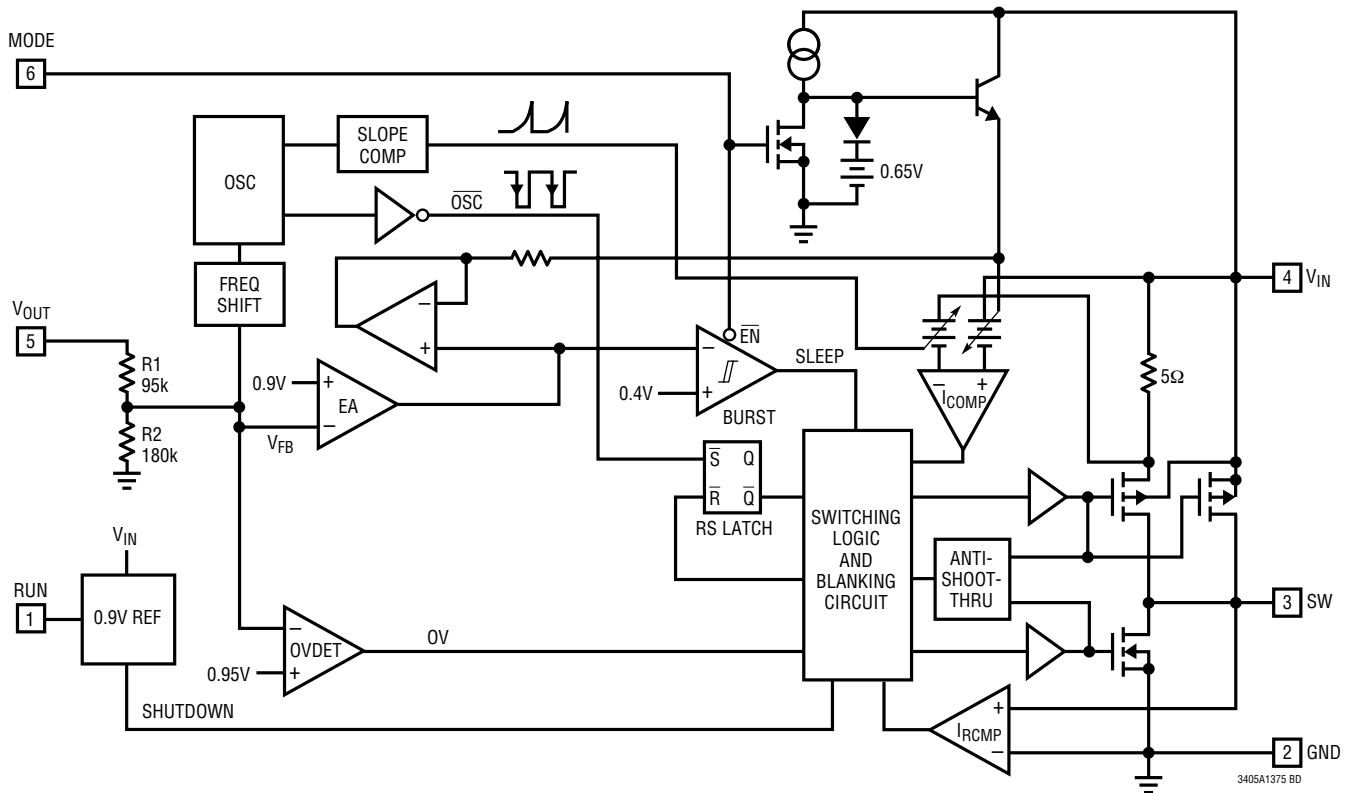 MODE
6
OSC
SLOPE
COMP
OSC
0.65V
FREQ
SHIFT
VOUT
5
R1
95k
R2
180k
0.9V
+
−
EA
VFB
−
+
0.4V
−
+
EN
BURST
SLEEP
− +
ICOMP
4
VIN
5Ω
S Q
R Q
RS LATCH
SWITCHING
LOGIC
AND
BLANKING
CIRCUIT
ANTI-
SHOOT-
THRU
3
SW
VIN
RUN
1
0.9V REF
−
OVDET
+
0.95V
OV
SHUTDOWN
+
IRCMP
−
2
GND
3405A1375 BD